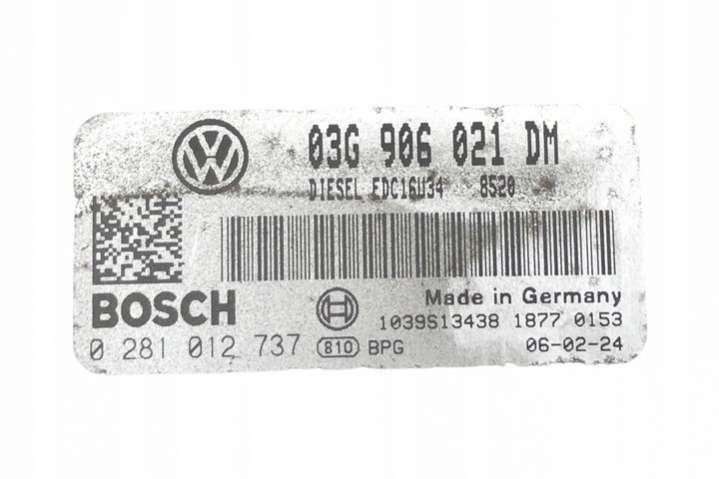 03G 906 021 DM
DIESEL EDC16U34 8520
BOSCH
Made in Germany
1039S13438 1877 0153
0 281 012 737 810 BPG 06-02-24